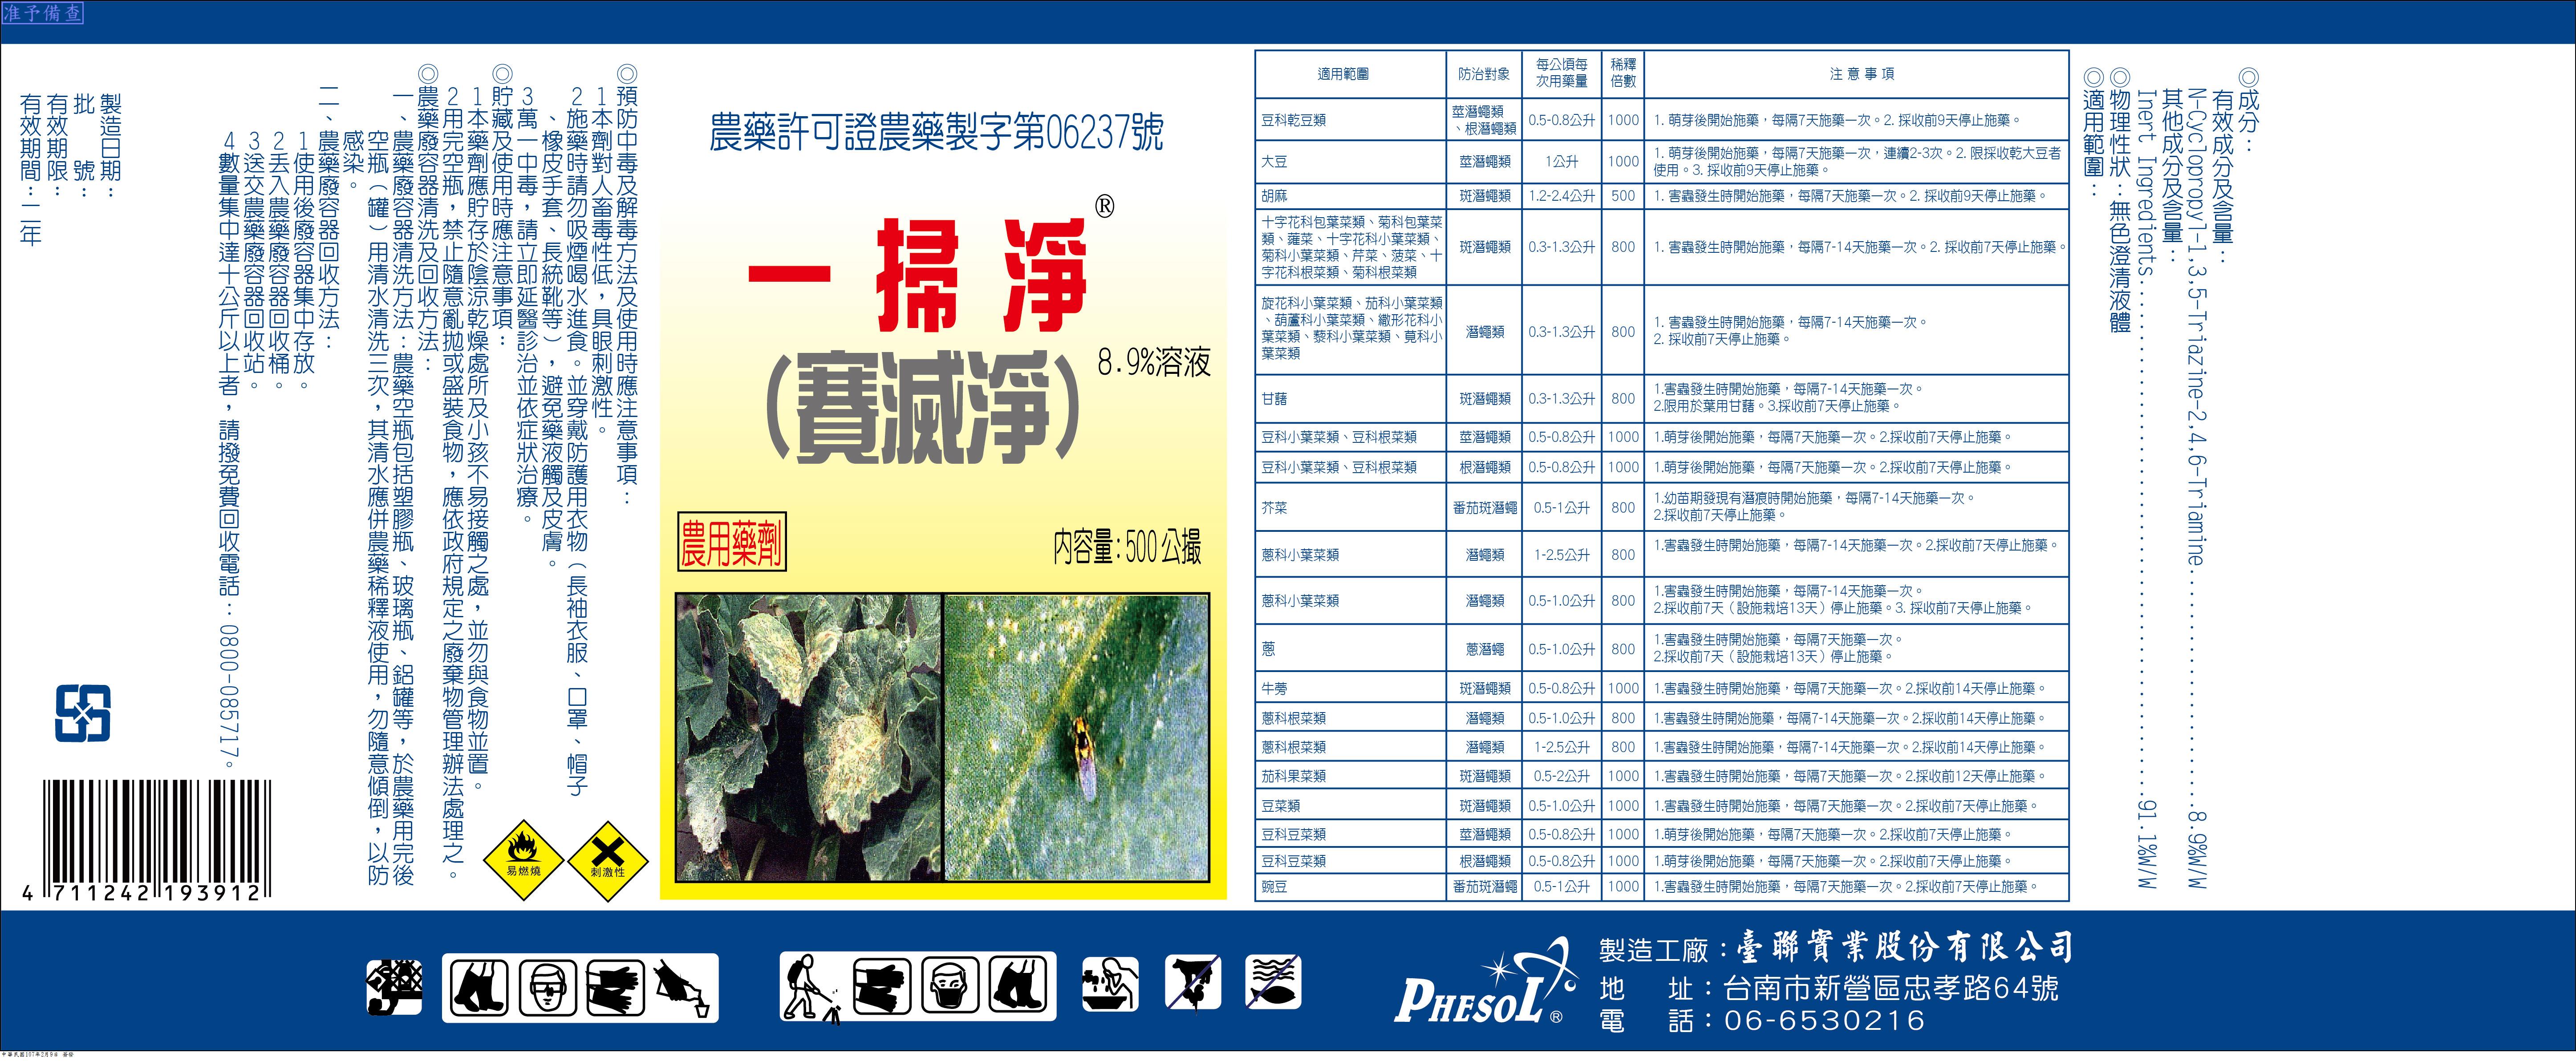 准予備查
製造日期：
批　　號：
有效期限：
有效期間：二年
◎預防中毒及解毒方法及使用時應注意事項：
1本劑對人畜毒性低，具眼刺激性。
2施藥時請勿吸煙喝水進食。並穿戴防護用衣物（長袖衣服、口罩、帽子
、橡皮手套、長統靴等），避免藥液觸及皮膚。
3萬一中毒，請立即延醫診治並依症狀治療。
◎貯藏及使用時應注意事項：
1本藥劑應貯存於陰涼乾燥處所及小孩不易接觸之處，並勿與食物並置。
2用完空瓶，禁止隨意亂拋或盛裝食物，應依政府規定之廢棄物管理辦法處理之。
◎農藥廢容器清洗及回收方法：
一、農藥廢容器清洗方法：農藥空瓶包括塑膠瓶、玻璃瓶、鋁罐等，於農藥用完後
空瓶（罐）用清水清洗三次，其清水應併農藥稀釋液使用，勿隨意傾倒，以防
感染。
二、農藥廢容器回收方法：
1使用後廢容器集中存放。
2丟入農藥廢容器回收桶。
3送交農藥廢容器回收站。
4數量集中達十公斤以上者，請撥免費回收電話：0800-085717。
4 711242 193912
易燃燒
刺激性
農藥許可證農藥製字第06237號
一掃淨®
(賽滅淨)
8.9%溶液
農用藥劑
內容量:500公撮
適用範圍 防治對象 每公頃每次用藥量 稀釋倍數 注意事項
豆科乾豆類 莖潛蠅類、根潛蠅類 0.5-0.8公升 1000 1. 萌芽後開始施藥，每隔7天施藥一次。2. 採收前9天停止施藥。
大豆 莖潛蠅類 1公升 1000 1. 萌芽後開始施藥，每隔7天施藥一次，連續2-3次。2. 限採收乾大豆者
使用。3. 採收前9天停止施藥。
胡麻 斑潛蠅類 1.2-2.4公升 500 1. 害蟲發生時開始施藥，每隔7天施藥一次。2. 採收前9天停止施藥。
十字花科包葉菜類、菊科包葉菜
類、蕹菜、十字花科小葉菜類、
菊科小葉菜類、芹菜、菠菜、十
字花科根菜類、菊科根菜類
斑潛蠅類 0.3-1.3公升 800 1. 害蟲發生時開始施藥，每隔7-14天施藥一次。2. 採收前7天停止施藥。
旋花科小葉菜類、茄科小葉菜類
、葫蘆科小葉菜類、繖形花科小
葉菜類、藜科小葉菜類、莧科小
葉菜類
潛蠅類 0.3-1.3公升 800 1. 害蟲發生時開始施藥，每隔7-14天施藥一次。
2. 採收前7天停止施藥。
甘藷 斑潛蠅類 0.3-1.3公升 800 1.害蟲發生時開始施藥，每隔7-14天施藥一次。
2.限用於葉用甘藷。3.採收前7天停止施藥。
豆科小葉菜類、豆科根菜類 莖潛蠅類 0.5-0.8公升 1000 1.萌芽後開始施藥，每隔7天施藥一次。2.採收前7天停止施藥。
豆科小葉菜類、豆科根菜類 根潛蠅類 0.5-0.8公升 1000 1.萌芽後開始施藥，每隔7天施藥一次。2.採收前7天停止施藥。
芥菜 番茄斑潛蠅 0.5-1公升 800 1.幼苗期發現有潛痕時開始施藥，每隔7-14天施藥一次。
2.採收前7天停止施藥。
蔥科小葉菜類 潛蠅類 1-2.5公升 800 1.害蟲發生時開始施藥，每隔7-14天施藥一次。2.採收前7天停止施藥。
蔥科小葉菜類 潛蠅類 0.5-1.0公升 800 1.害蟲發生時開始施藥，每隔7-14天施藥一次。
2.採收前7天（設施栽培13天）停止施藥。3. 採收前7天停止施藥。
蔥 蔥潛蠅 0.5-1.0公升 800 1.害蟲發生時開始施藥，每隔7天施藥一次。
2.採收前7天（設施栽培13天）停止施藥。
牛蒡 斑潛蠅類 0.5-0.8公升 1000 1.害蟲發生時開始施藥，每隔7天施藥一次。2.採收前14天停止施藥。
蔥科根菜類 潛蠅類 0.5-1.0公升 800 1.害蟲發生時開始施藥，每隔7-14天施藥一次。2.採收前14天停止施藥。
蔥科根菜類 潛蠅類 1-2.5公升 800 1.害蟲發生時開始施藥，每隔7-14天施藥一次。2.採收前14天停止施藥。
茄科果菜類 斑潛蠅類 0.5-2公升 1000 1.害蟲發生時開始施藥，每隔7天施藥一次。2.採收前12天停止施藥。
豆菜類 斑潛蠅類 0.5-1.0公升 1000 1.害蟲發生時開始施藥，每隔7天施藥一次。2.採收前7天停止施藥。
豆科豆菜類 莖潛蠅類 0.5-0.8公升 1000 1.萌芽後開始施藥，每隔7天施藥一次。2.採收前7天停止施藥。
豆科豆菜類 根潛蠅類 0.5-0.8公升 1000 1.萌芽後開始施藥，每隔7天施藥一次。2.採收前7天停止施藥。
豌豆 番茄斑潛蠅 0.5-1公升 1000 1.害蟲發生時開始施藥，每隔7天施藥一次。2.採收前7天停止施藥。
◎成分：
有效成分及含量：
N-Cyclopropyl-1,3,5-Triazine-2,4,6-Triamine........8.9%W/W
其他成分及含量：
Inert Ingredients........91.1%W/W
◎物理性狀：無色澄清液體
◎適用範圍：
PHESOL®
製造工廠：臺聯實業股份有限公司
地　址：台南市新營區忠孝路64號
電　話：06-6530216
中華民國107年2月9日 簽發